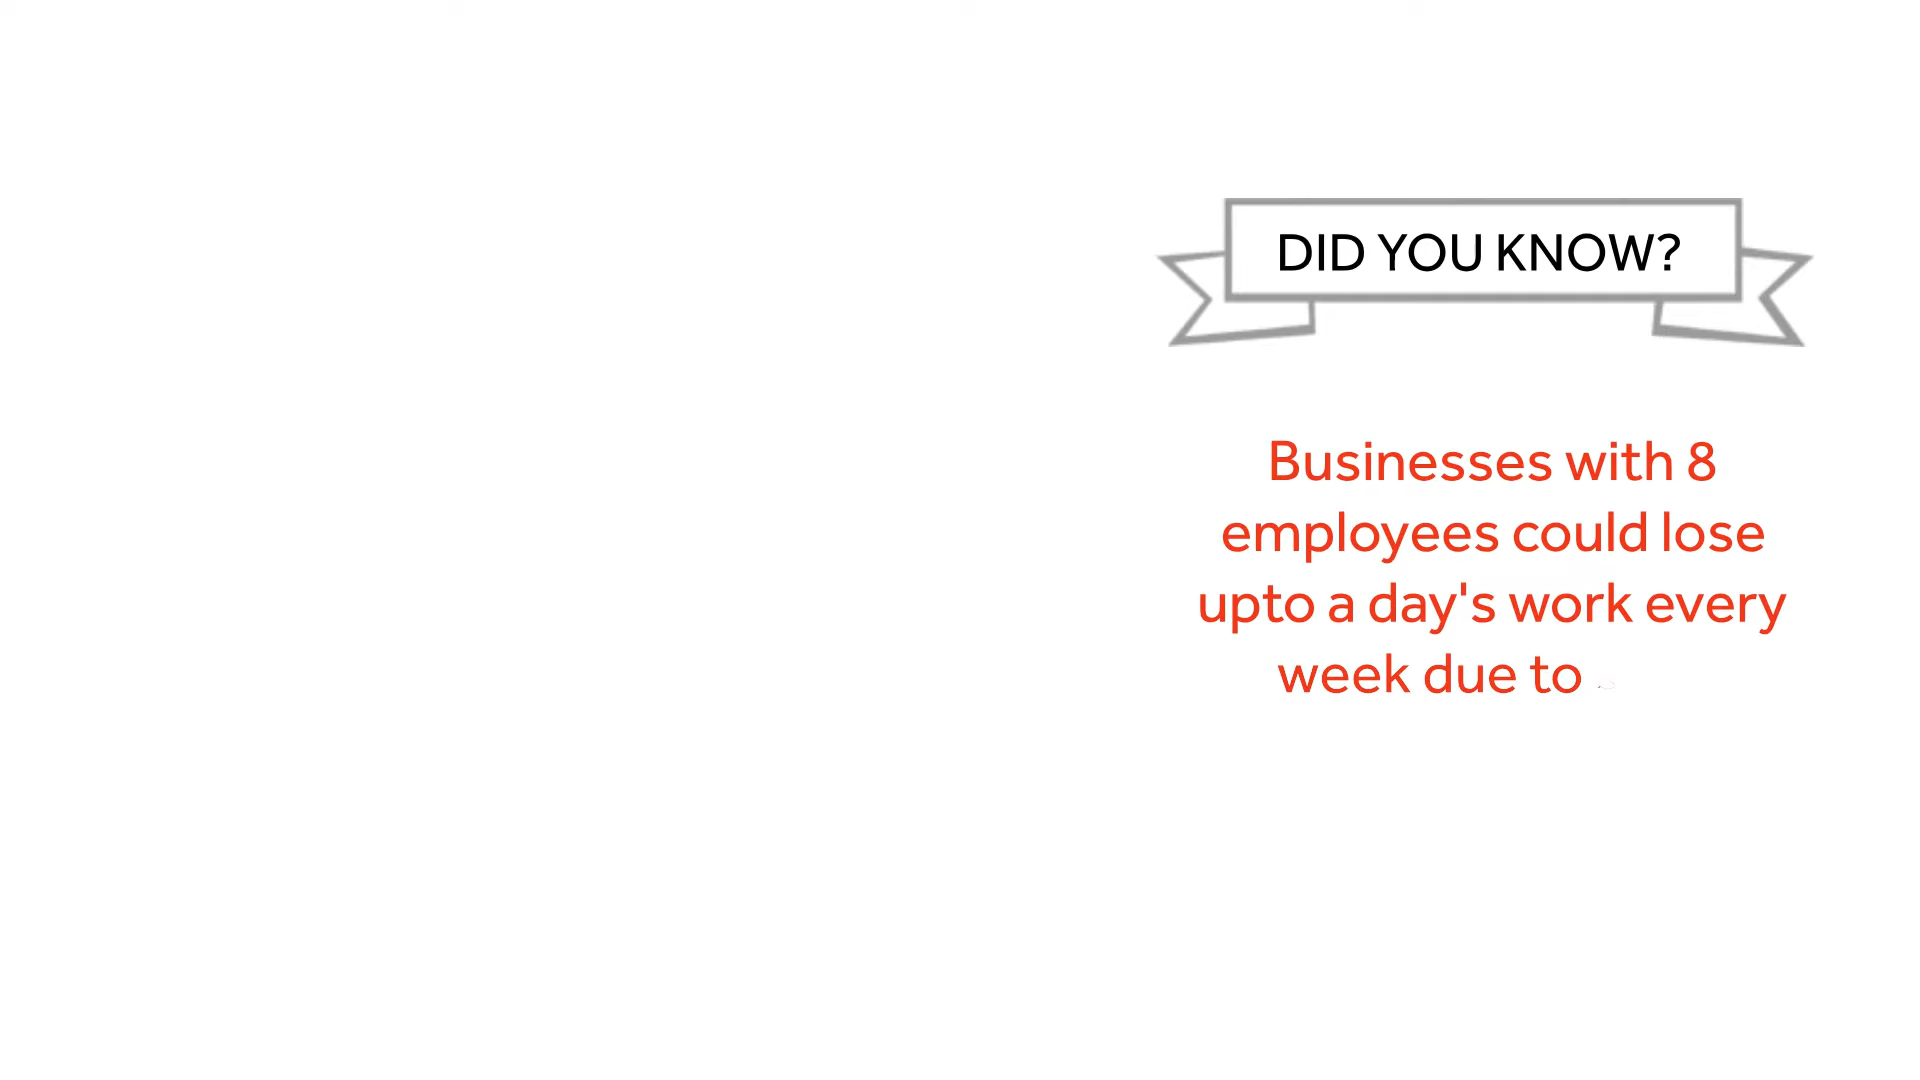 DID YOU KNOW?
Businesses with 8
employees could lose
upto a day's work every
week due to